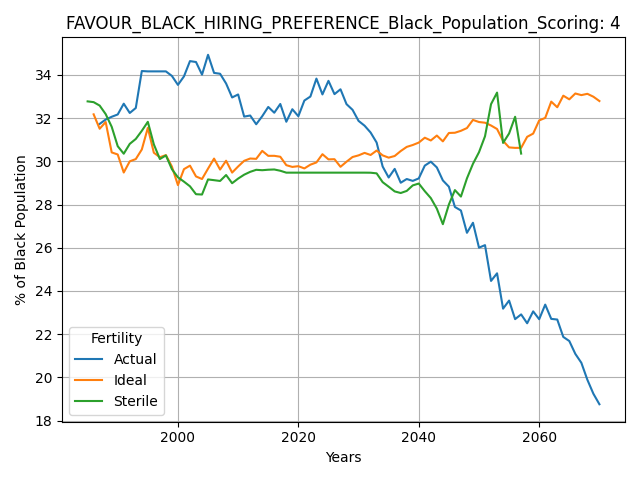 FAVOUR_BLACK_HIRING_PREFERENCE_Black_Population_Scoring: 4
% of Black Population
34
32
30
28
26
24
22
20
18
Fertility
Actual
Ideal
Sterile
2000 2020 2040 2060
Years